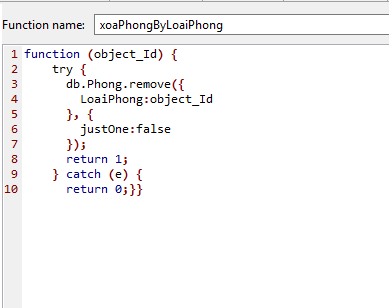 Function name: xoaPhongByLoaiPhong
1 function (object_Id) {
2     try {
3       db.Phong.remove({
4         LoaiPhong:object_Id
5       }, {
6         justOne:false
7       });
8       return 1;
9     } catch (e) {
10       return 0;}}